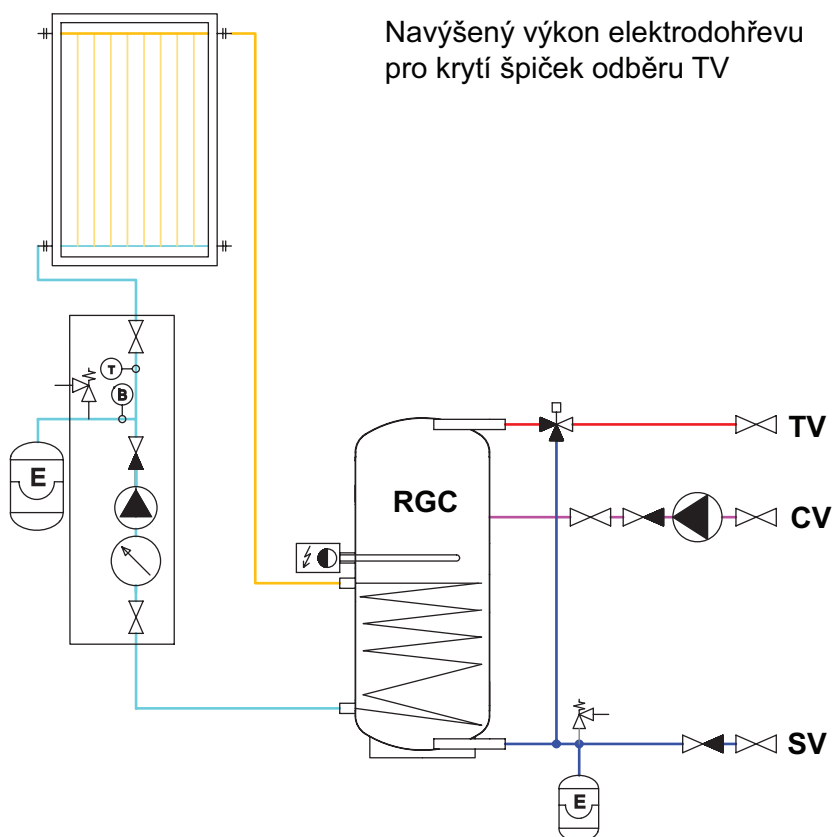 Navýšený výkon elektrodohřevu
pro krytí špiček odběru TV
T
B
E
TV
RGC
CV
SV
E